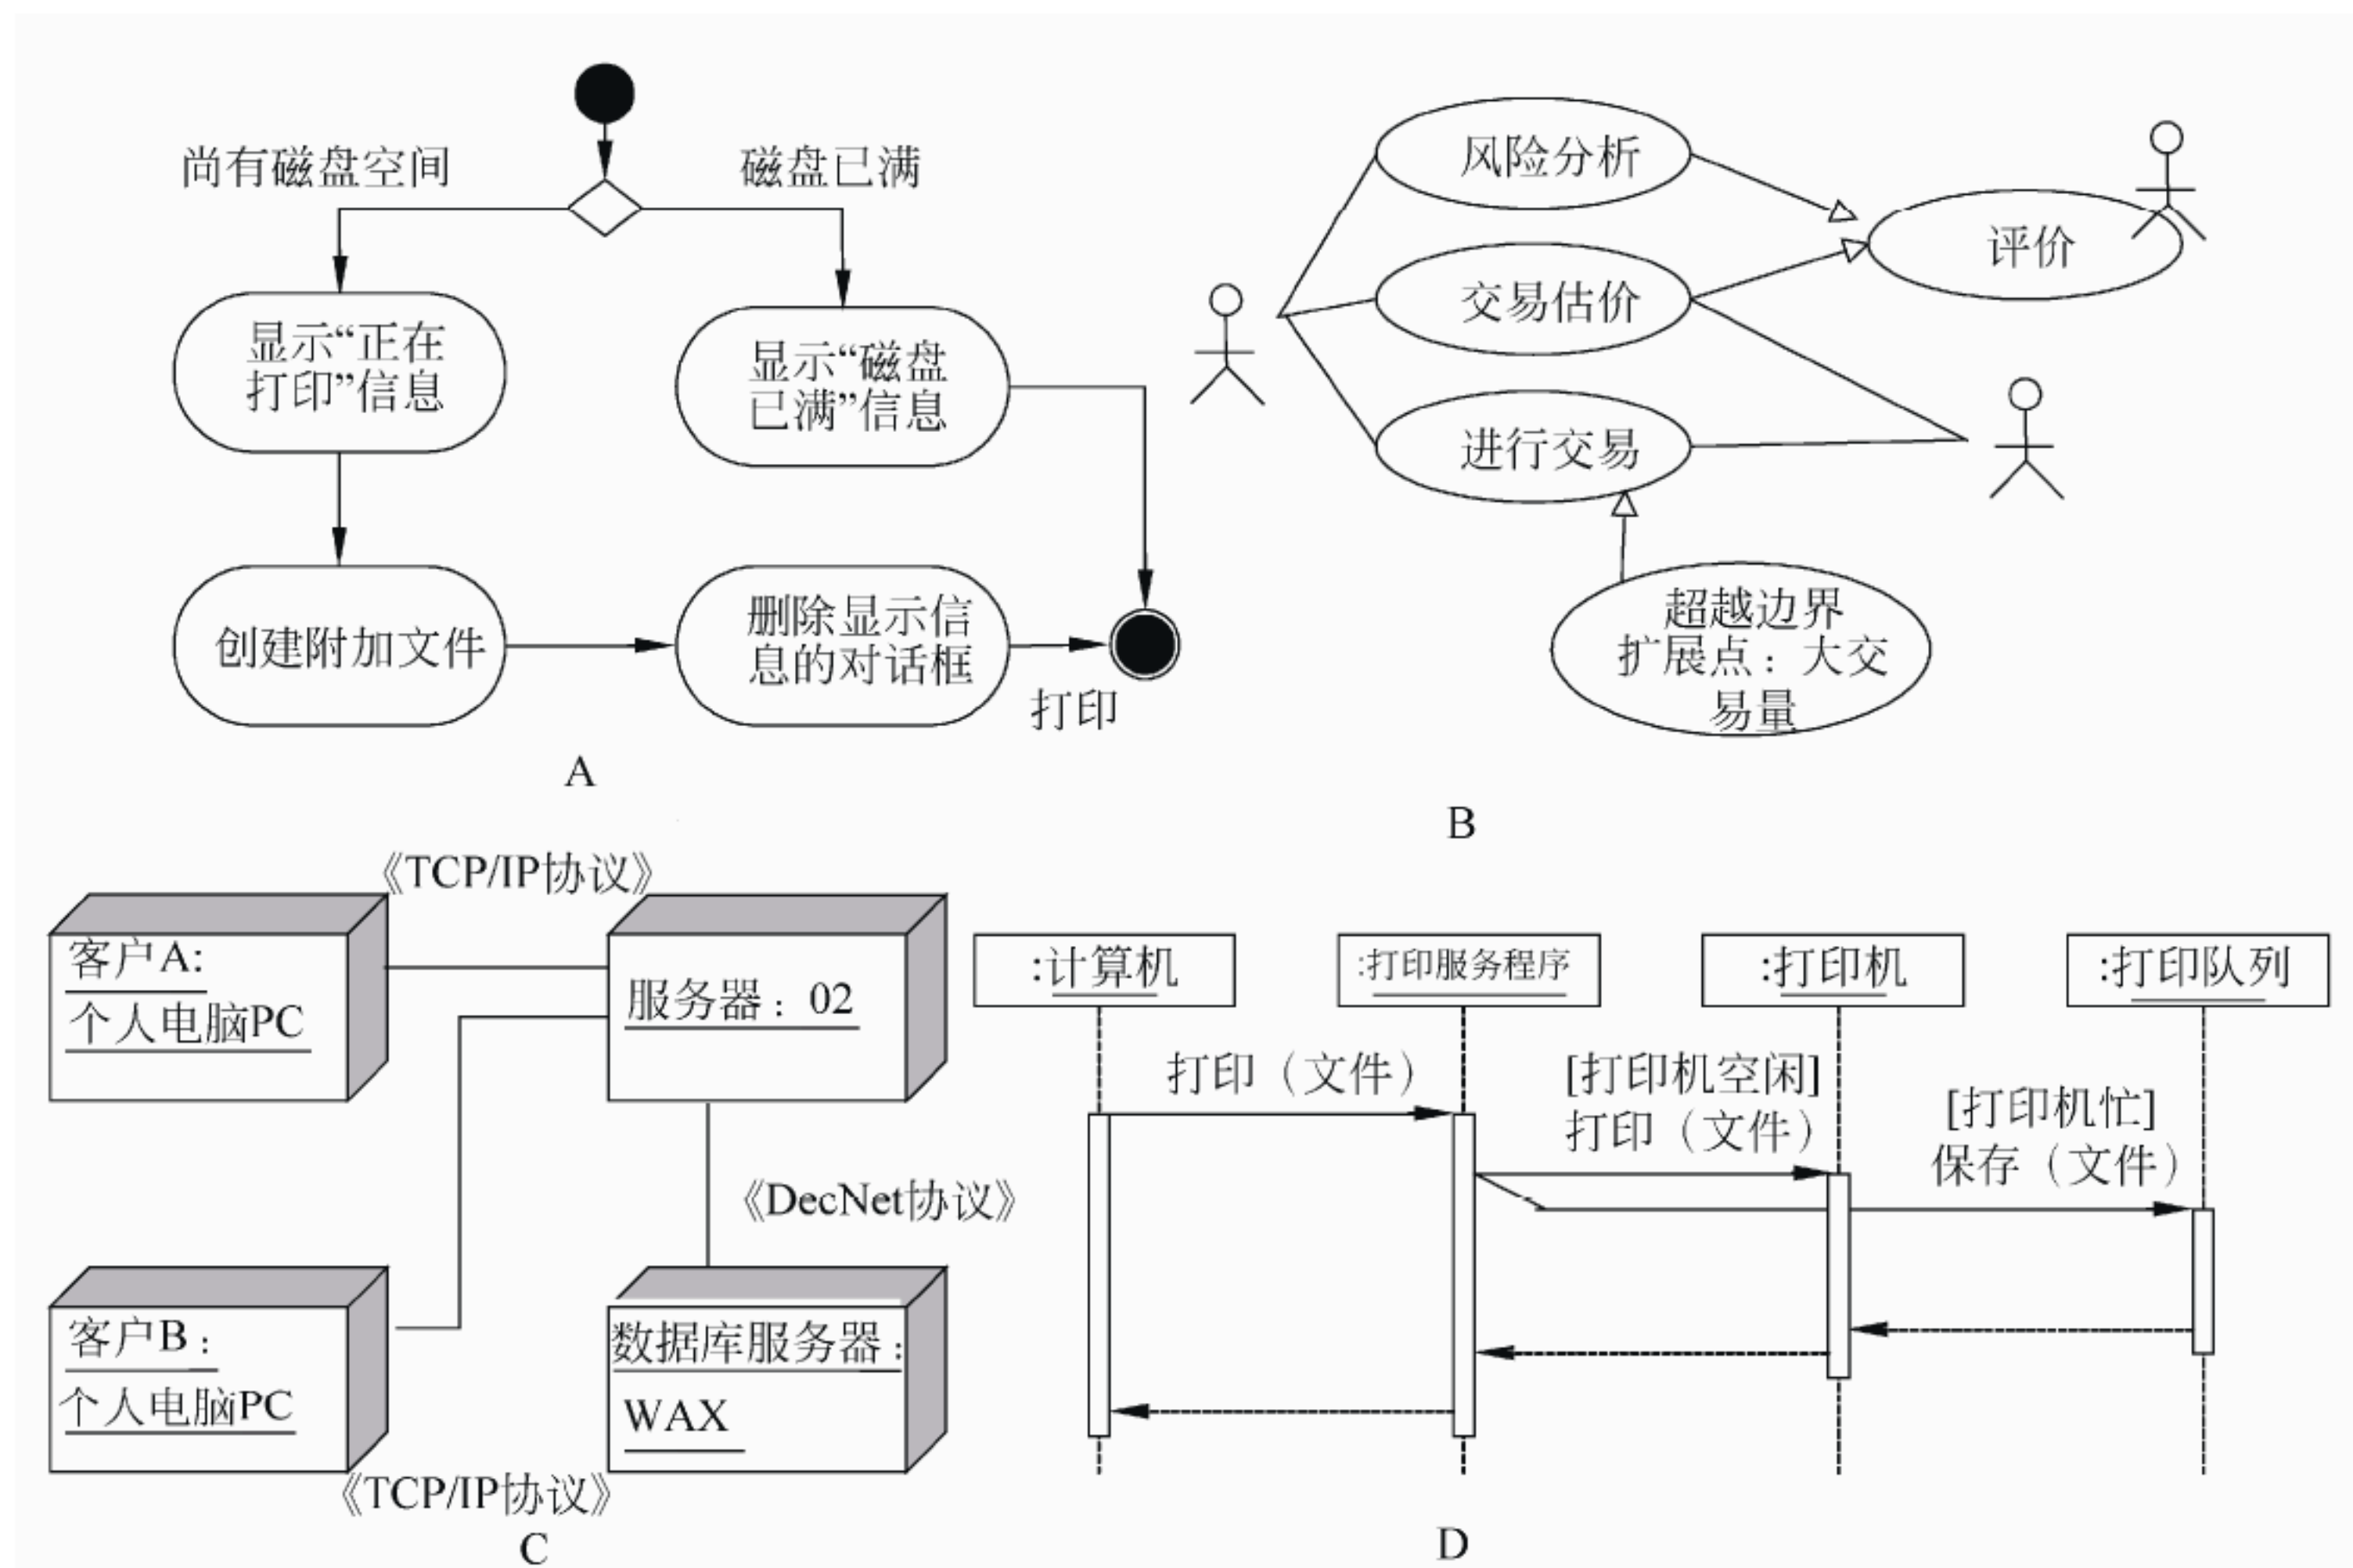 尚有磁盘空间
磁盘已满
显示“正在
打印”信息
显示“磁盘
已满”信息
创建附加文件
删除显示信
息的对话框
打印
A
风险分析
交易估价
进行交易
评价
超越边界
扩展点：大交
易量
B
《TCP/IP协议》
客户A:
个人电脑PC
服务器：02
《DecNet协议》
客户B：
个人电脑PC
数据库服务器：
WAX
《TCP/IP协议》
C
:计算机
:打印服务程序
:打印机
:打印队列
打印（文件）
[打印机空闲]
打印（文件）
[打印机忙]
保存（文件）
D